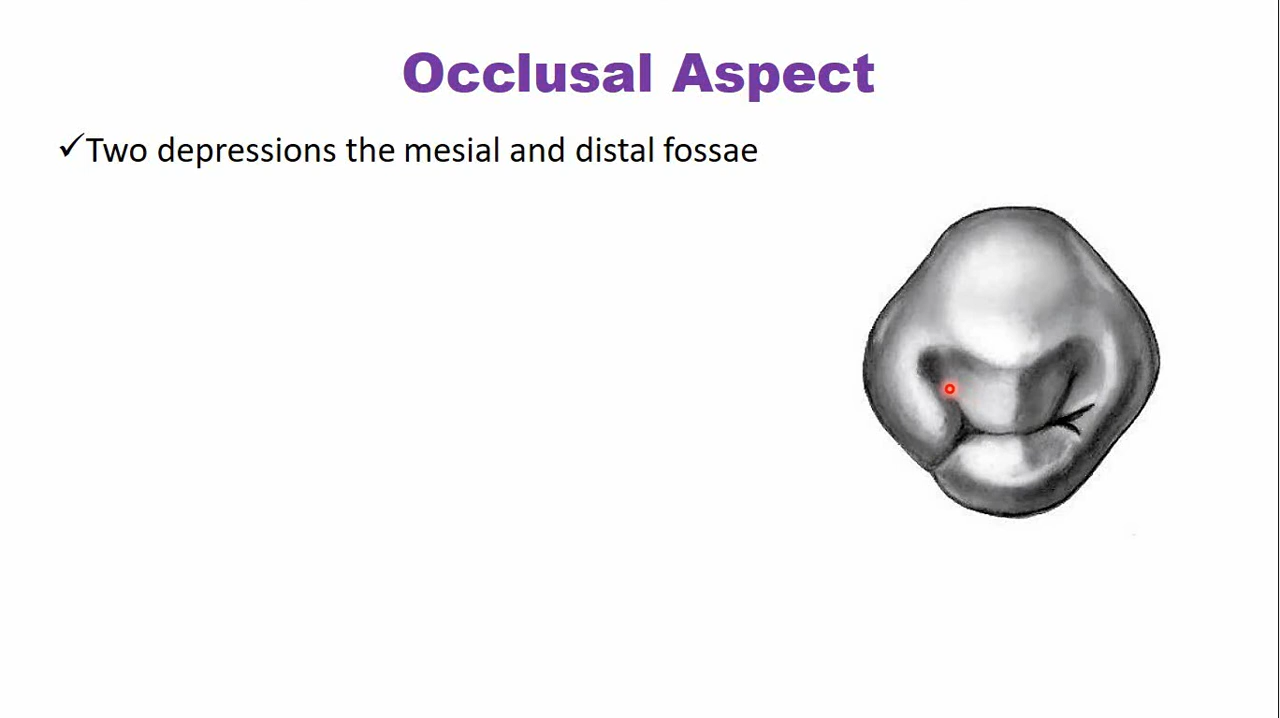 Occlusal Aspect
✓Two depressions the mesial and distal fossae